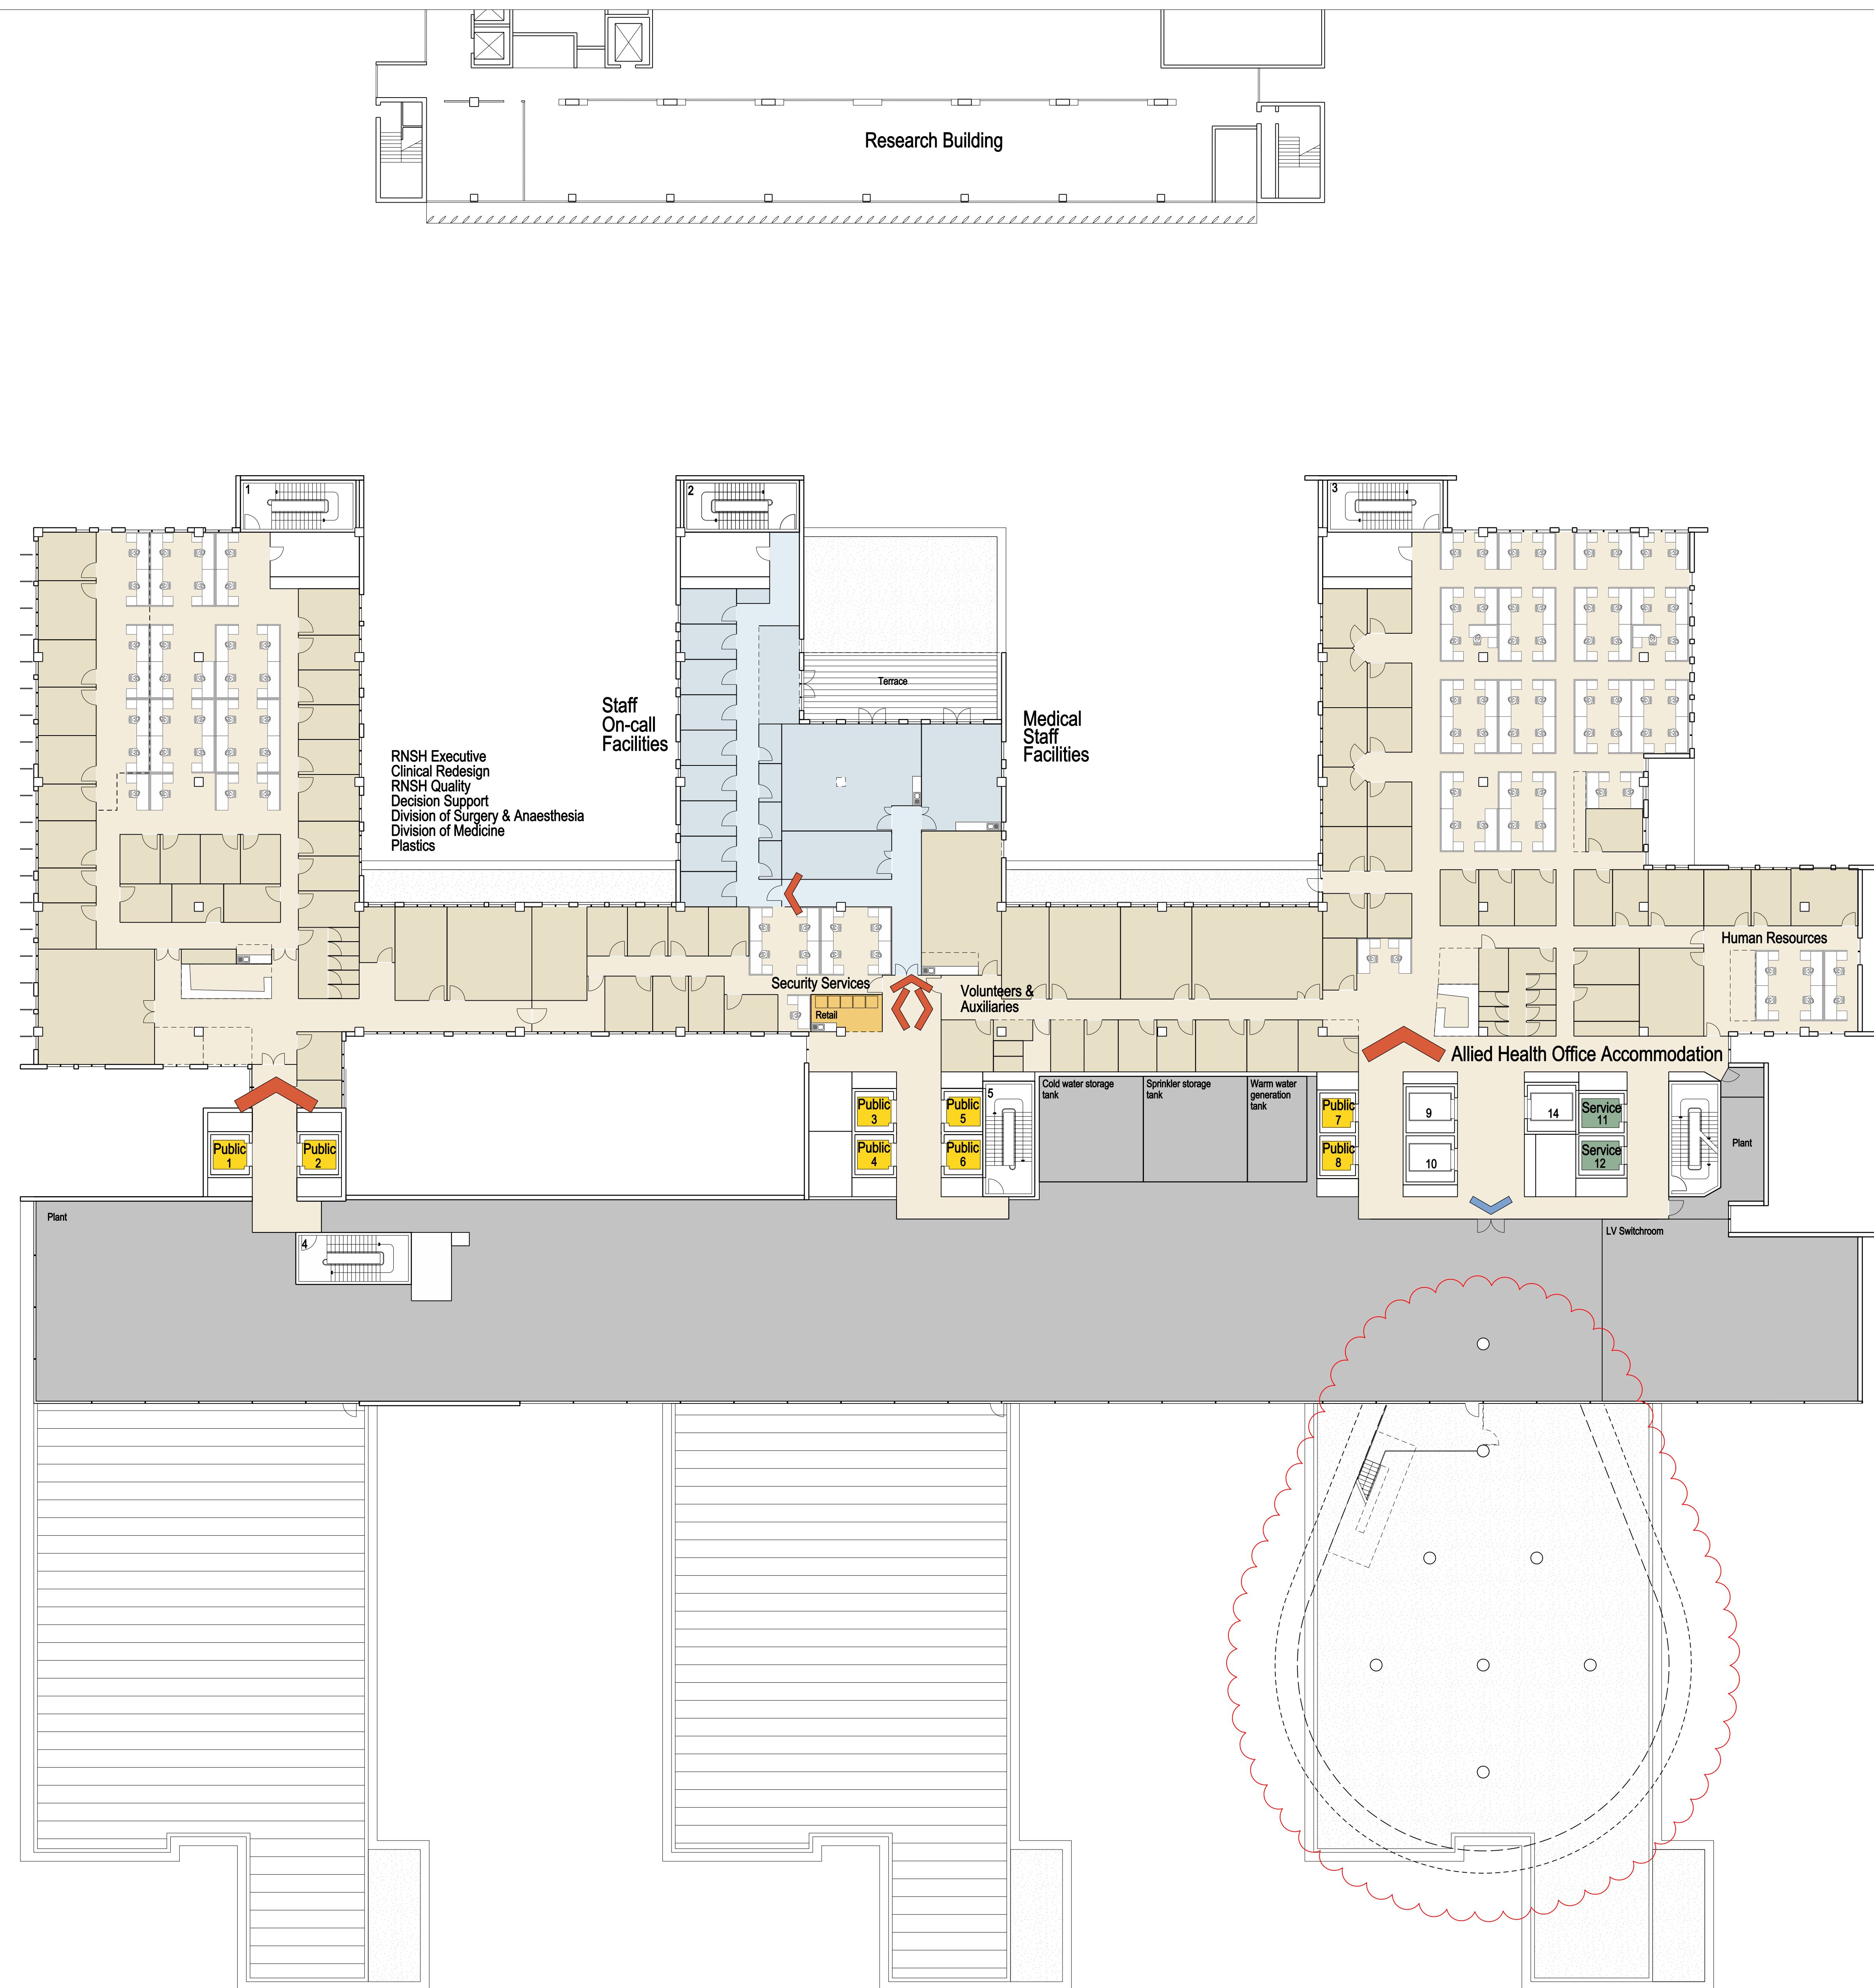 Research Building
1
2
3
Terrace
Staff
On-call
Facilities
Medical
Staff
Facilities
RNSH Executive
Clinical Redesign
RNSH Quality
Decision Support
Division of Surgery & Anaesthesia
Division of Medicine
Plastics
Human Resources
Security Services
Volunteers &
Auxiliaries
Retail
Allied Health Office Accommodation
Cold water storage
tank
Sprinkler storage
tank
Warm water
generation
tank
5
Public
3
Public
5
Public
7
9
14
Service
11
Public
1
Public
2
Public
4
Public
6
Public
8
10
Service
12
Plant
Plant
LV Switchroom
4